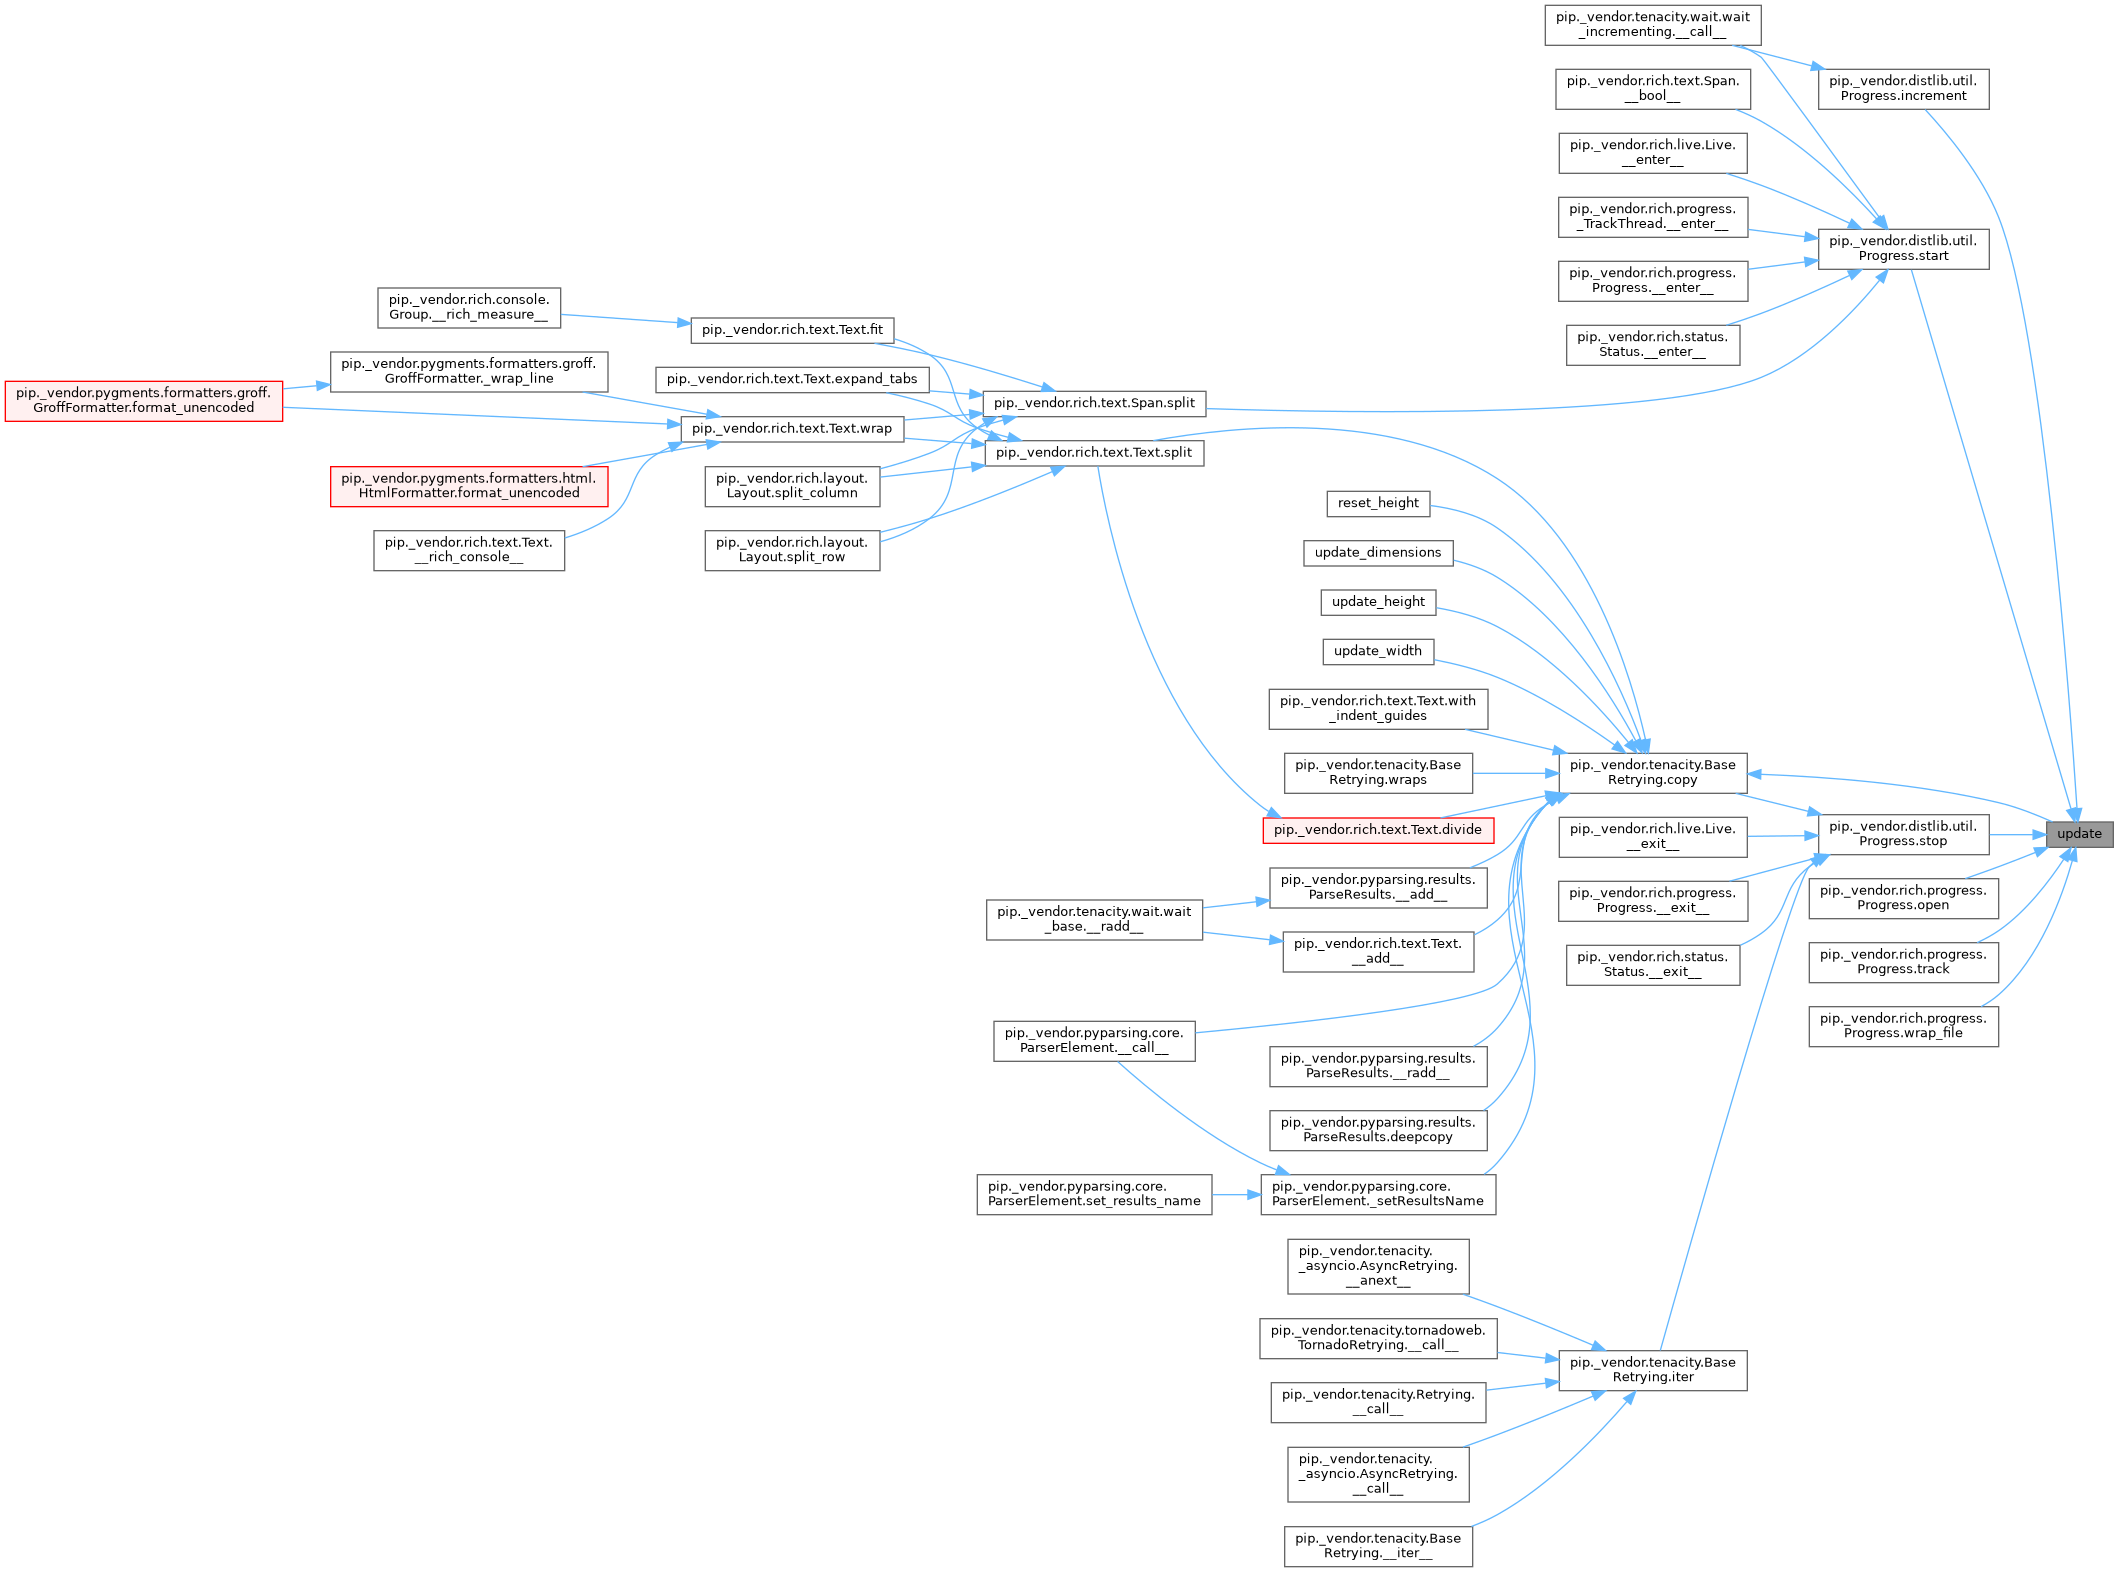 pip._vendor.tenacity.wait.wait
_incrementing.__call__
pip._vendor.rich.text.Span.
__bool__
pip._vendor.distlib.util.
Progress.increment
pip._vendor.rich.live.Live.
__enter__
pip._vendor.rich.progress.
_TrackThread.__enter__
pip._vendor.distlib.util.
Progress.start
pip._vendor.rich.progress.
Progress.__enter__
pip._vendor.rich.status.
Status.__enter__
pip._vendor.rich.console.
Group.__rich_measure__
pip._vendor.rich.text.Text.fit
pip._vendor.pygments.formatters.groff.
GroffFormatter._wrap_line
pip._vendor.rich.text.Text.expand_tabs
pip._vendor.pygments.formatters.groff.
GroffFormatter.format_unencoded
pip._vendor.rich.text.Span.split
pip._vendor.rich.text.Text.wrap
pip._vendor.rich.text.Text.split
pip._vendor.pygments.formatters.html.
HtmlFormatter.format_unencoded
pip._vendor.rich.layout.
Layout.split_column
pip._vendor.rich.text.Text.
__rich_console__
pip._vendor.rich.layout.
Layout.split_row
reset_height
update_dimensions
update_height
update_width
pip._vendor.rich.text.Text.with
_indent_guides
pip._vendor.tenacity.Base
Retrying.wraps
pip._vendor.tenacity.Base
Retrying.copy
pip._vendor.rich.text.Text.divide
pip._vendor.rich.live.Live.
__exit__
pip._vendor.distlib.util.
Progress.stop
update
pip._vendor.pyparsing.results.
ParseResults.__add__
pip._vendor.rich.progress.
Progress.__exit__
pip._vendor.rich.progress.
Progress.open
pip._vendor.tenacity.wait.wait
_base.__radd__
pip._vendor.rich.text.Text.
__add__
pip._vendor.rich.status.
Status.__exit__
pip._vendor.rich.progress.
Progress.track
pip._vendor.rich.progress.
Progress.wrap_file
pip._vendor.pyparsing.core.
ParserElement.__call__
pip._vendor.pyparsing.results.
ParseResults.__radd__
pip._vendor.pyparsing.results.
ParseResults.deepcopy
pip._vendor.pyparsing.core.
ParserElement.set_results_name
pip._vendor.pyparsing.core.
ParserElement._setResultsName
pip._vendor.tenacity.
_asyncio.AsyncRetrying.
__anext__
pip._vendor.tenacity.tornadoweb.
TornadoRetrying.__call__
pip._vendor.tenacity.Base
Retrying.iter
pip._vendor.tenacity.Retrying.
__call__
pip._vendor.tenacity.
_asyncio.AsyncRetrying.
__call__
pip._vendor.tenacity.Base
Retrying.__iter__